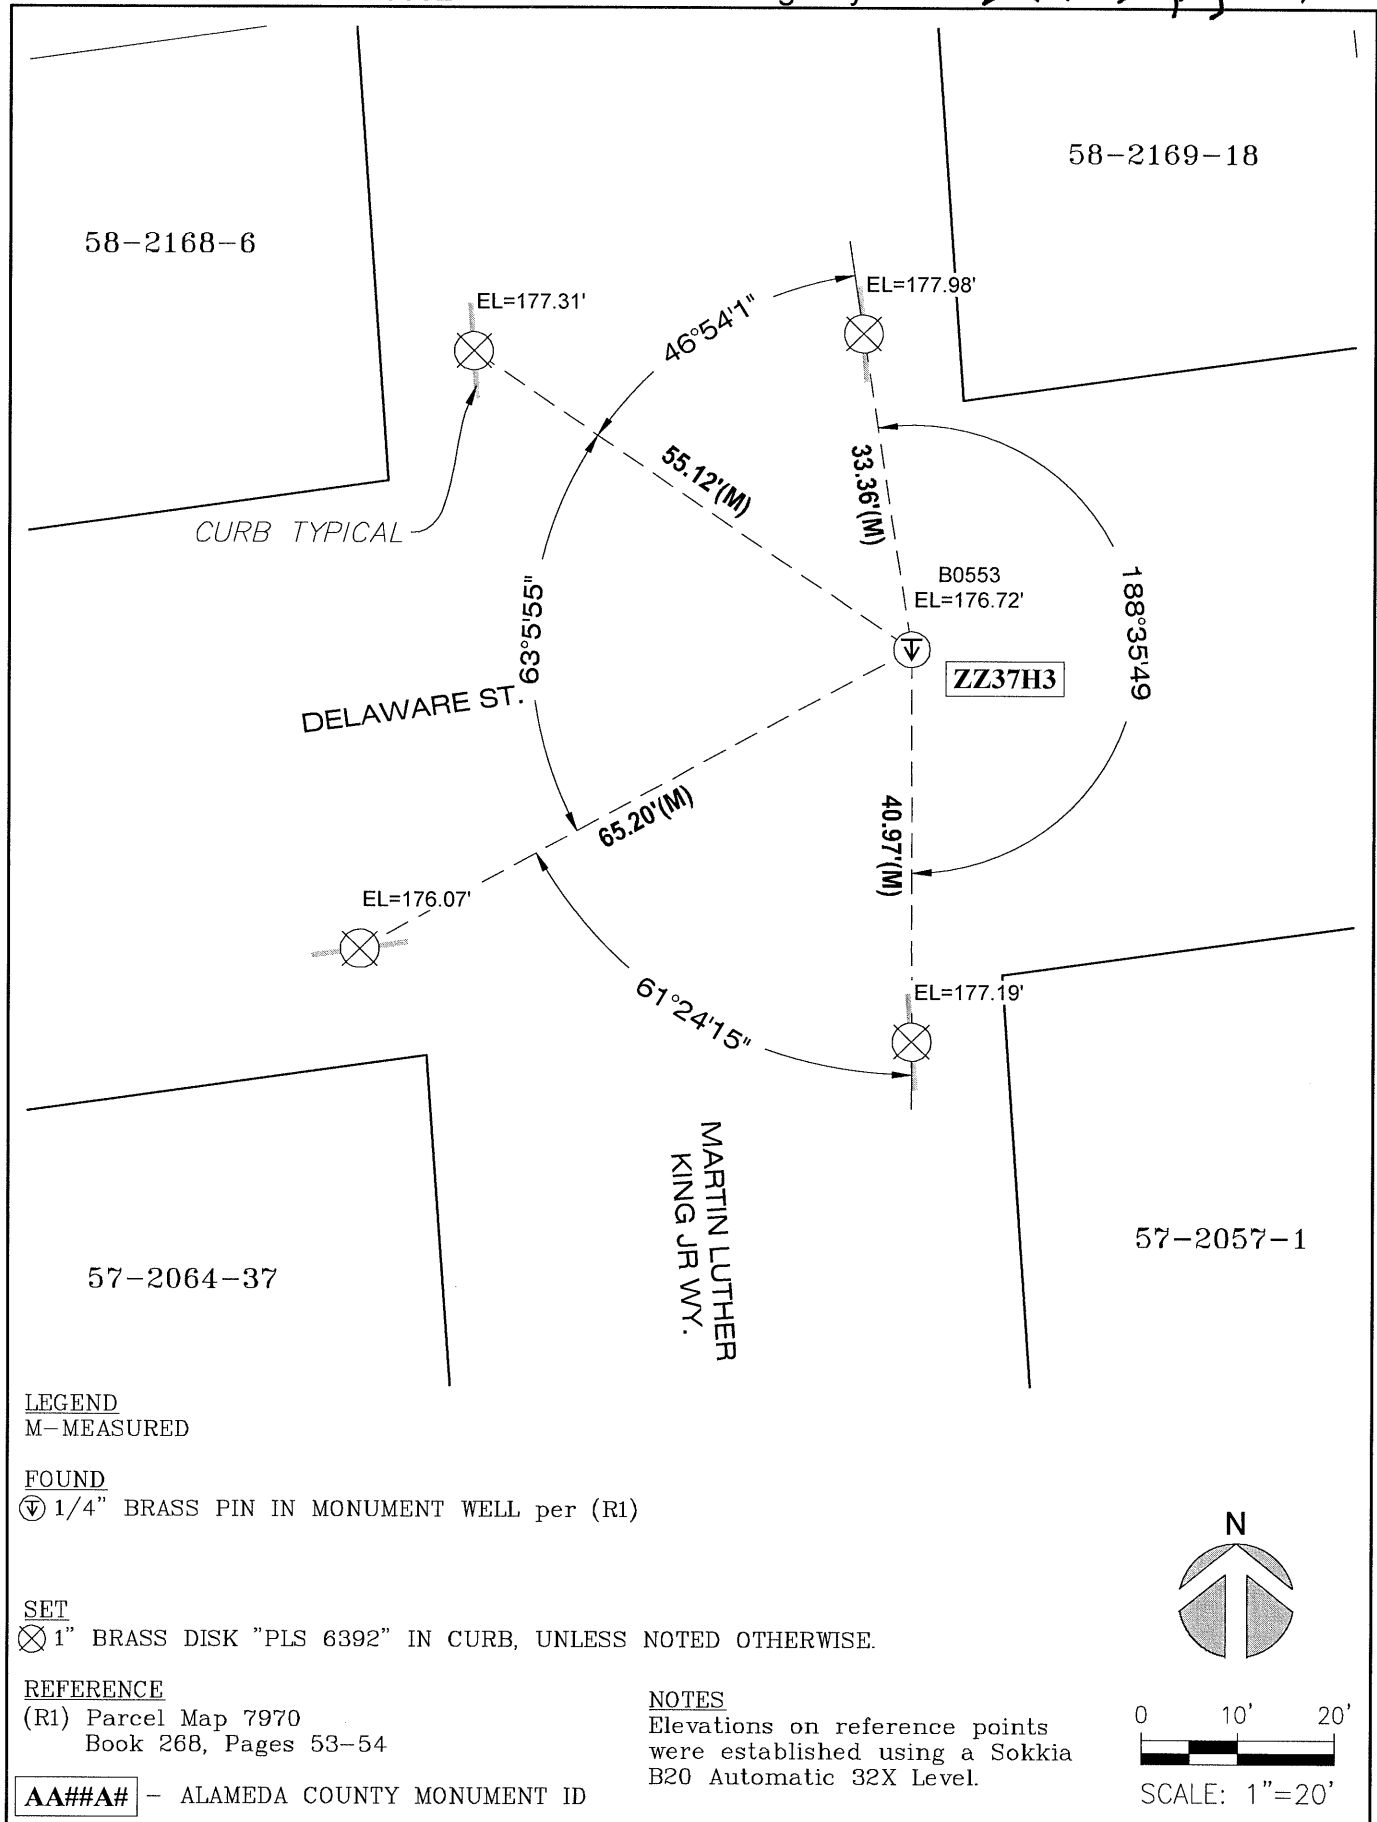 58-2168-6
58-2169-18
EL=177.31'
EL=177.98'
46°54'1"
55.12'(M)
33.36'(M)
CURB TYPICAL
B0553
EL=176.72'
188°35'49
63°5'55"
ZZ37H3
DELAWARE ST.
65.20'(M)
40.97'(M)
EL=176.07'
61°24'15"
EL=177.19'
MARTIN LUTHER
KING JR WY.
57-2064-37
57-2057-1
LEGEND
M-MEASURED
FOUND
1/4" BRASS PIN IN MONUMENT WELL per (R1)
N
SET
1" BRASS DISK "PLS 6392" IN CURB, UNLESS NOTED OTHERWISE.
REFERENCE
(R1) Parcel Map 7970
Book 268, Pages 53-54
NOTES
Elevations on reference points
were established using a Sokkia
B20 Automatic 32X Level.
0 10' 20'
SCALE: 1"=20'
AA##A# - ALAMEDA COUNTY MONUMENT ID